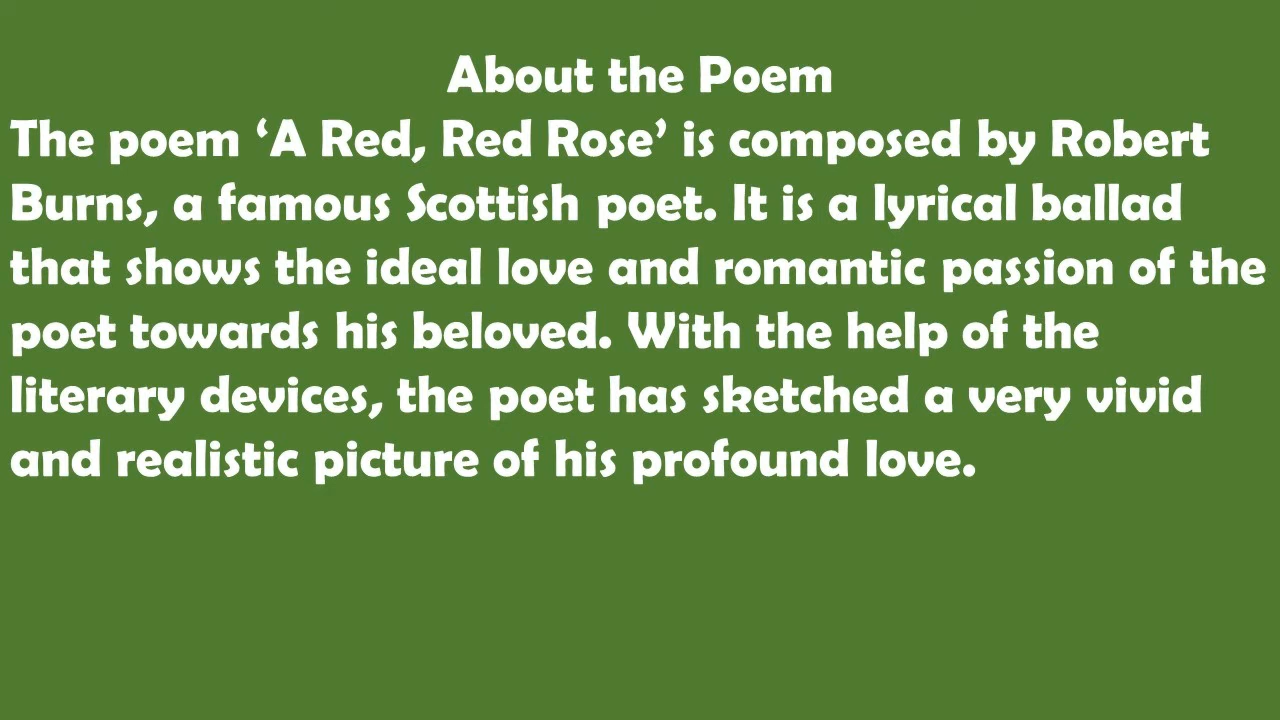 About the Poem
The poem ‘A Red, Red Rose’ is composed by Robert
Burns, a famous Scottish poet. It is a lyrical ballad
that shows the ideal love and romantic passion of the
poet towards his beloved. With the help of the
literary devices, the poet has sketched a very vivid
and realistic picture of his profound love.